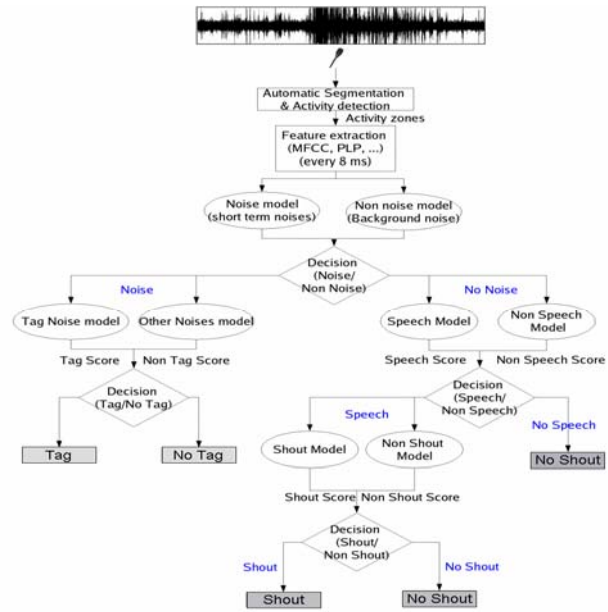 Automatic Segmentation
& Activity detection
Activity zones
Feature extraction
(MFCC, PLP, ...)
(every 8 ms)
Noise model
(short term noises)
Non noise model
(Background noise)
Decision
(Noise/
Non Noise)
Noise
No Noise
Tag Noise model
Other Noises model
Speech Model
Non Speech
Model
Tag Score
Non Tag Score
Speech Score
Non Speech Score
Decision
(Tag/No Tag)
Decision
(Speech/
Non Speech)
Speech
No Speech
Tag
No Tag
Shout Model
Non Shout
Model
No Shout
Shout Score
Non Shout Score
Decision
(Shout/
Non Shout)
Shout
No Shout
Shout
No Shout